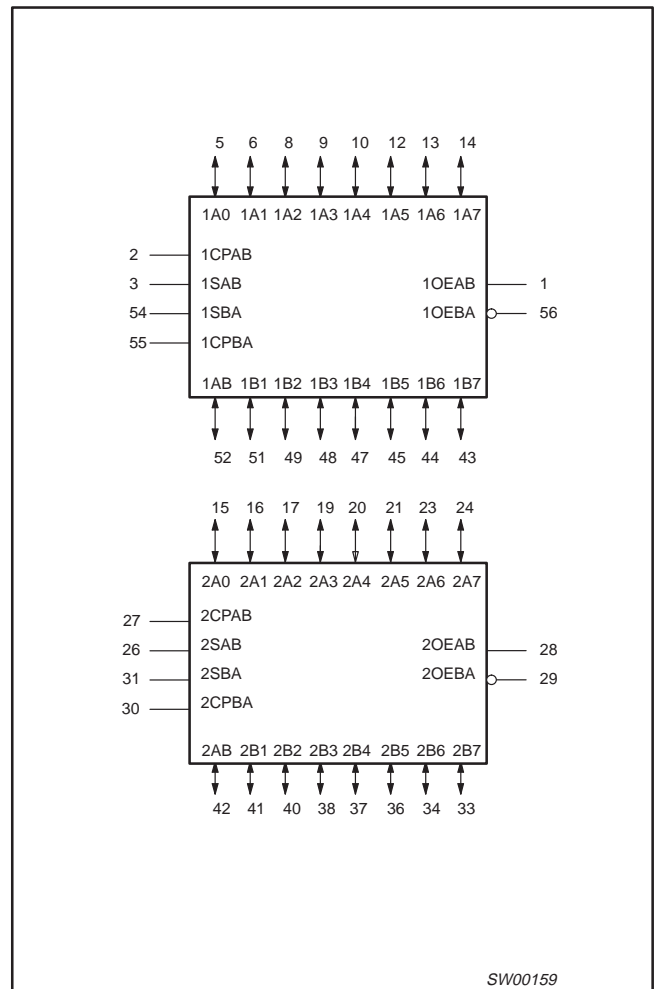 5 6 8 9 10 12 13 14
1A0 1A1 1A2 1A3 1A4 1A5 1A6 1A7
2 1CPAB
3 1SAB 1OEAB 1
54 1SBA 1OEBA 56
55 1CPBA
1AB 1B1 1B2 1B3 1B4 1B5 1B6 1B7
52 51 49 48 47 45 44 43
15 16 17 19 20 21 23 24
2A0 2A1 2A2 2A3 2A4 2A5 2A6 2A7
27 2CPAB
26 2SAB 2OEAB 28
31 2SBA 2OEBA 29
30 2CPBA
2AB 2B1 2B2 2B3 2B4 2B5 2B6 2B7
42 41 40 38 37 36 34 33
SW00159